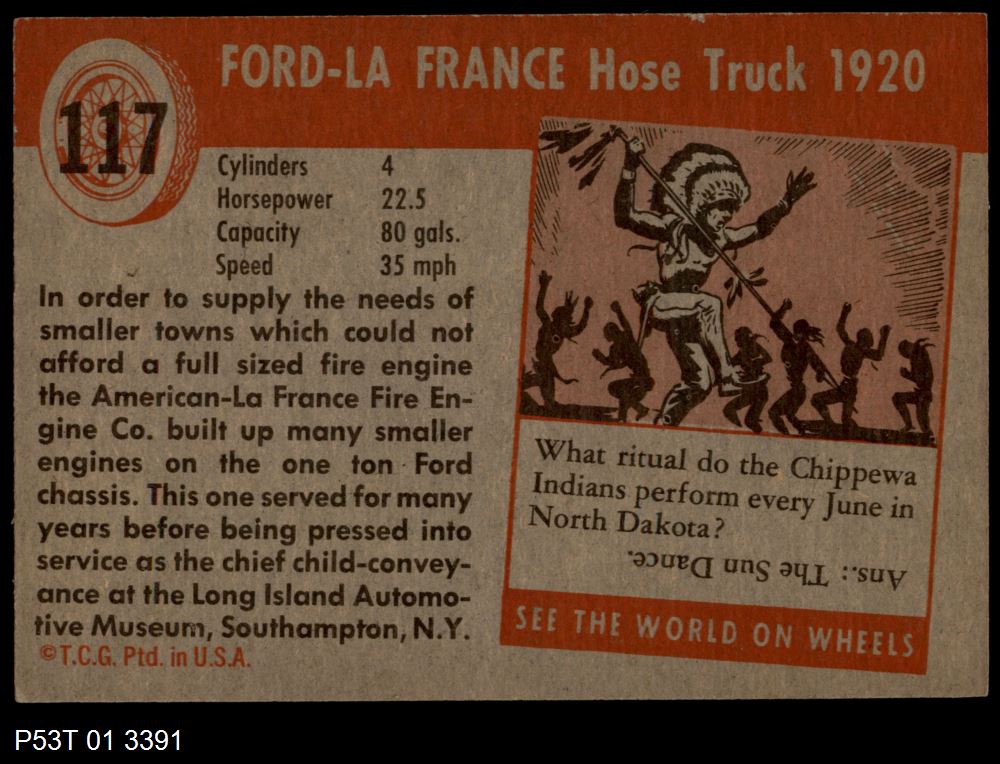 117
FORD-LA FRANCE Hose Truck 1920
Cylinders 4
Horsepower 22.5
Capacity 80 gals.
Speed 35 mph
In order to supply the needs of
smaller towns which could not
afford a full sized fire engine
the American-La France Fire En-
gine Co. built up many smaller
engines on the one ton Ford
chassis. This one served for many
years before being pressed into
service as the chief child-convey-
ance at the Long Island Automo-
tive Museum, Southampton, N.Y.
©T.C.G. Ptd. in U.S.A.
What ritual do the Chippewa
Indians perform every June in
North Dakota?
Ans.: The Sun Dance.
SEE THE WORLD ON WHEELS
P53T 01 3391